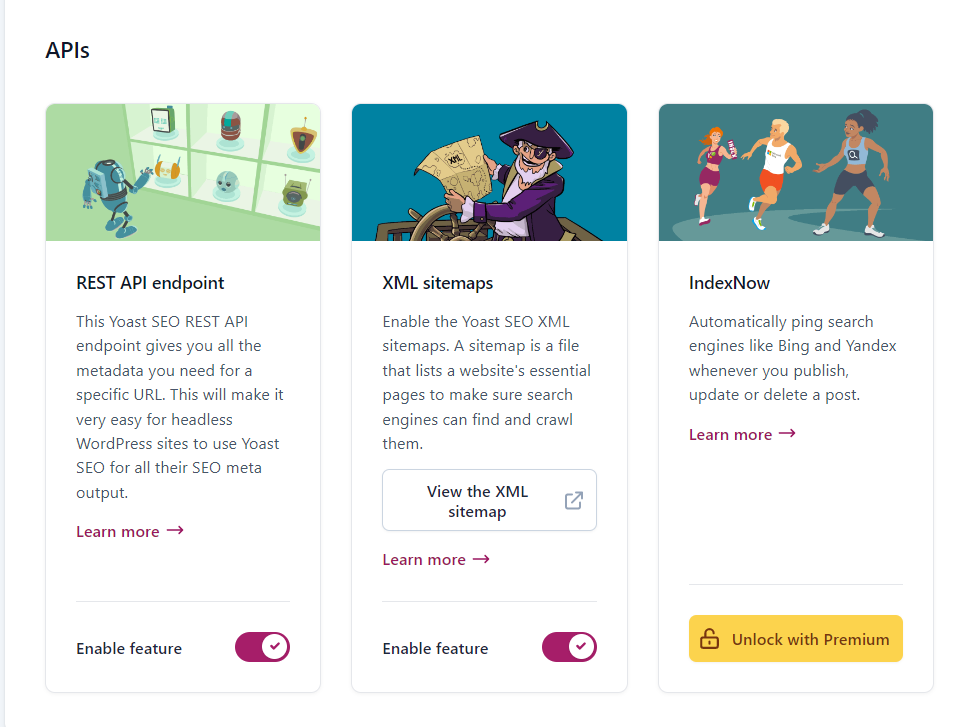 APIs
XML
REST API endpoint
This Yoast SEO REST API
endpoint gives you all the
metadata you need for a
specific URL. This will make it
very easy for headless
WordPress sites to use Yoast
SEO for all their SEO meta
output.
Learn more
Enable feature
XML sitemaps
Enable the Yoast SEO XML
sitemaps. A sitemap is a file
that lists a website's essential
pages to make sure search
engines can find and crawl
them.
View the XML
sitemap
Learn more
Enable feature
IndexNow
Automatically ping search
engines like Bing and Yandex
whenever you publish,
update or delete a post.
Learn more
Unlock with Premium